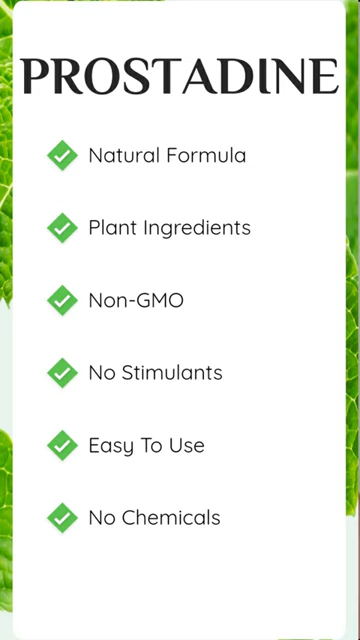 PROSTADINE
Natural Formula
Plant Ingredients
Non-GMO
No Stimulants
Easy To Use
No Chemicals